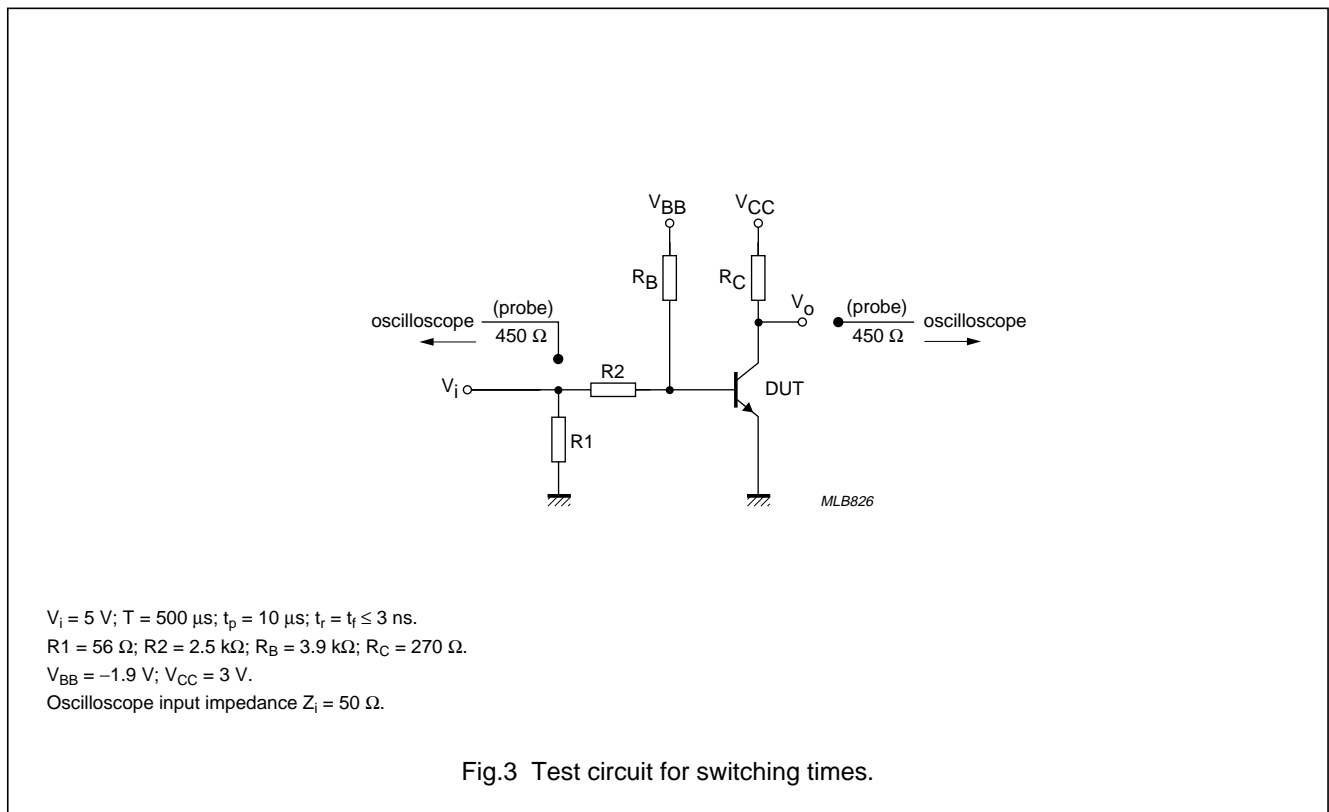 V_BB
V_CC
R_B
R_C
V_o
(probe)
oscilloscope
450 Ω
(probe)
oscilloscope
450 Ω
R2
V_i
DUT
R1
MLB826
V_i = 5 V; T = 500 μs; t_p = 10 μs; t_r = t_f ≤ 3 ns.
R1 = 56 Ω; R2 = 2.5 kΩ; R_B = 3.9 kΩ; R_C = 270 Ω.
V_BB = −1.9 V; V_CC = 3 V.
Oscilloscope input impedance Z_i = 50 Ω.
Fig.3 Test circuit for switching times.